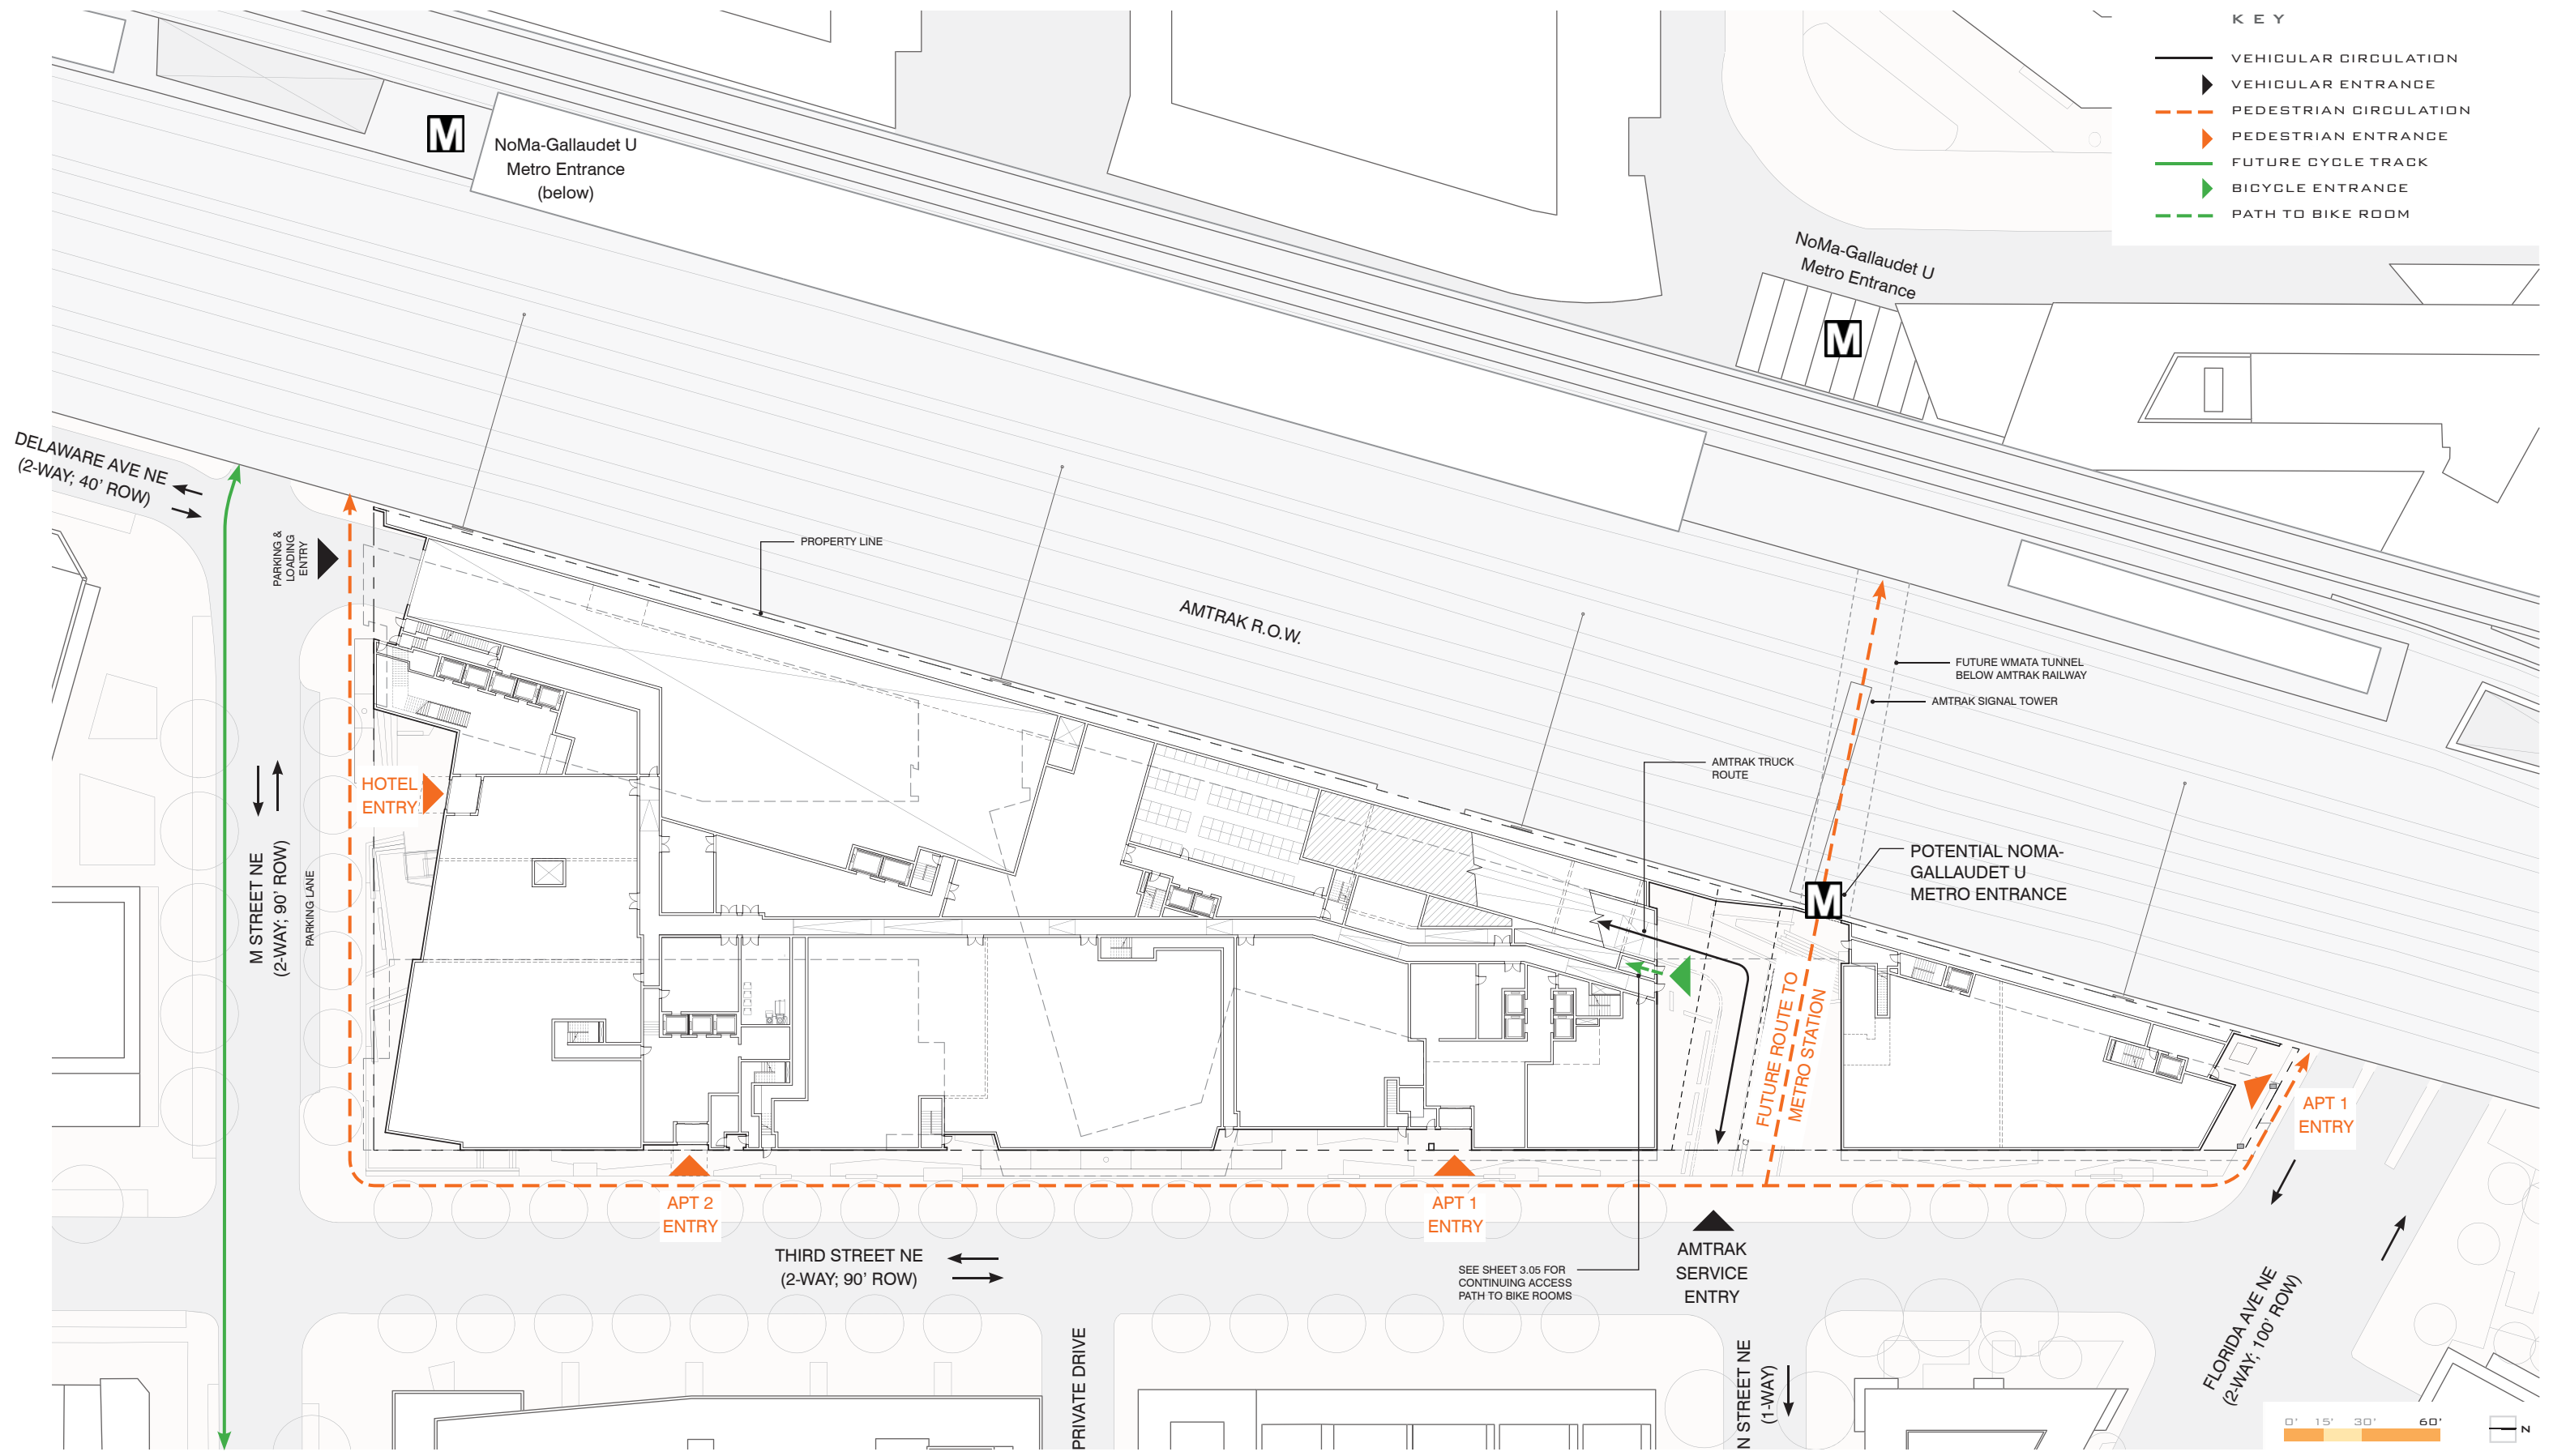 KEY
VEHICULAR CIRCULATION
VEHICULAR ENTRANCE
PEDESTRIAN CIRCULATION
PEDESTRIAN ENTRANCE
FUTURE CYCLE TRACK
BICYCLE ENTRANCE
PATH TO BIKE ROOM
M
NoMa-Gallaudet U
Metro Entrance
(below)
NoMa-Gallaudet U
Metro Entrance
M
DELAWARE AVE NE
(2-WAY; 40' ROW)
PARKING &
LOADING
ENTRY
PROPERTY LINE
AMTRAK R.O.W.
FUTURE WMATA TUNNEL
BELOW AMTRAK RAILWAY
AMTRAK SIGNAL TOWER
AMTRAK TRUCK
ROUTE
HOTEL
ENTRY
M STREET NE
(2-WAY; 90' ROW)
PARKING LANE
POTENTIAL NOMA-
GALLAUDET U
METRO ENTRANCE
M
FUTURE ROUTE TO
METRO STATION
APT 1
ENTRY
APT 2
ENTRY
APT 1
ENTRY
THIRD STREET NE
(2-WAY; 90' ROW)
SEE SHEET 3.05 FOR
CONTINUING ACCESS
PATH TO BIKE ROOMS
AMTRAK
SERVICE
ENTRY
PRIVATE DRIVE
N STREET NE
(1-WAY)
FLORIDA AVE NE
(2-WAY; 100' ROW)
0' 15' 30' 60'
N